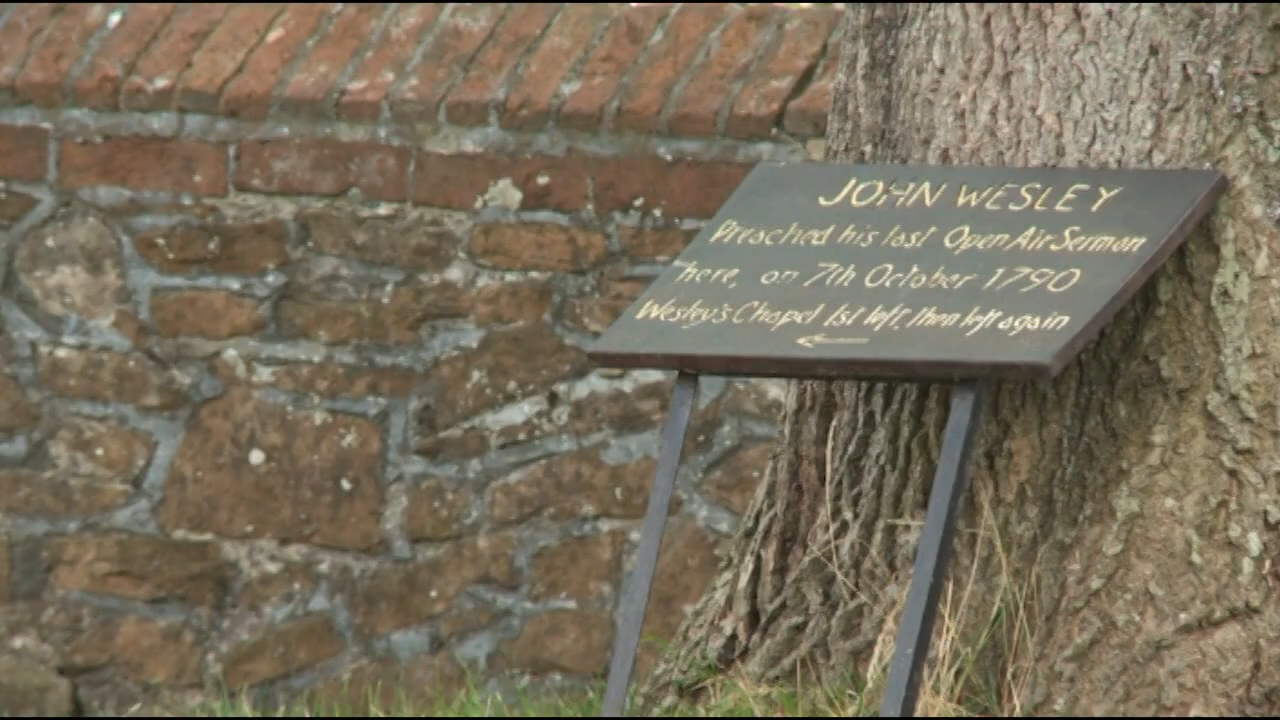 JOHN WESLEY
Preached his last Open Air Sermon
here, on 7th October 1790
Wesley's Chapel 1st left, then left again